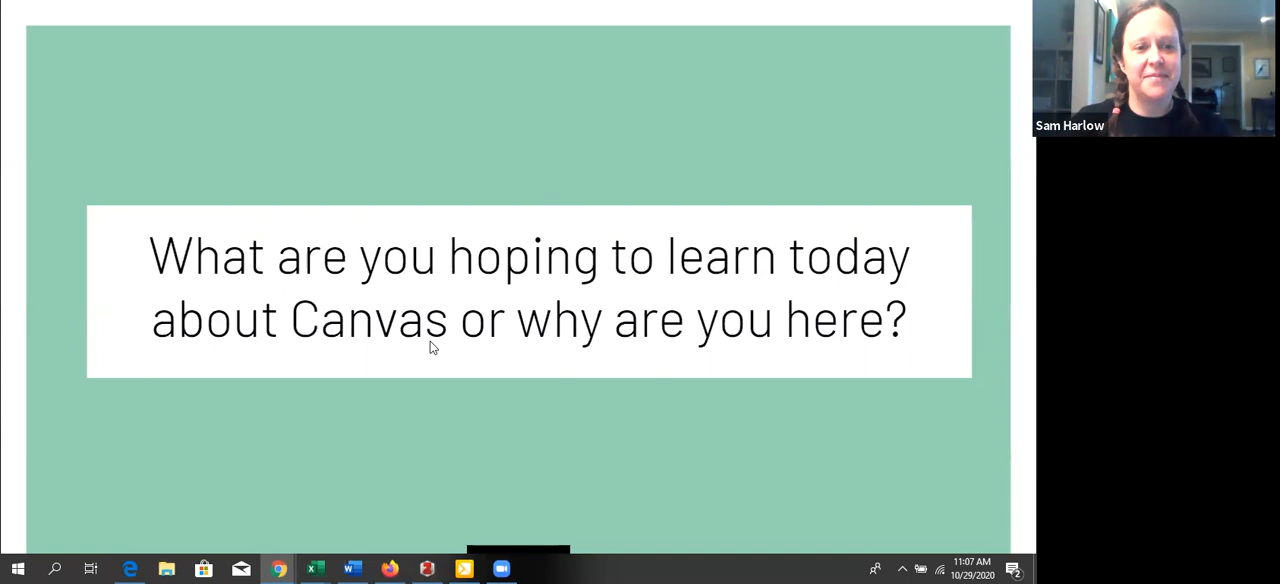 What are you hoping to learn today
about Canvas or why are you here?
Sam Harlow
11:07 AM
10/29/2020
2